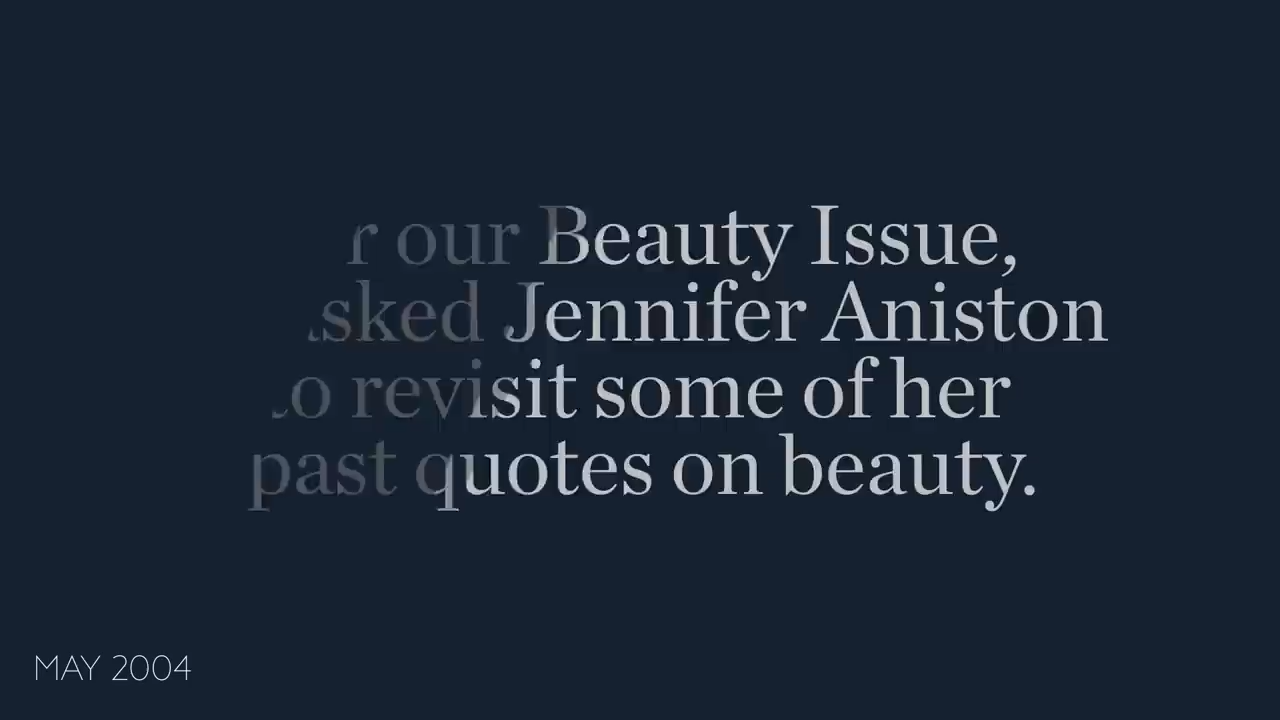 our Beauty Issue,
Jennifer Aniston
revisit some of her
past quotes on beauty.
MAY 2004